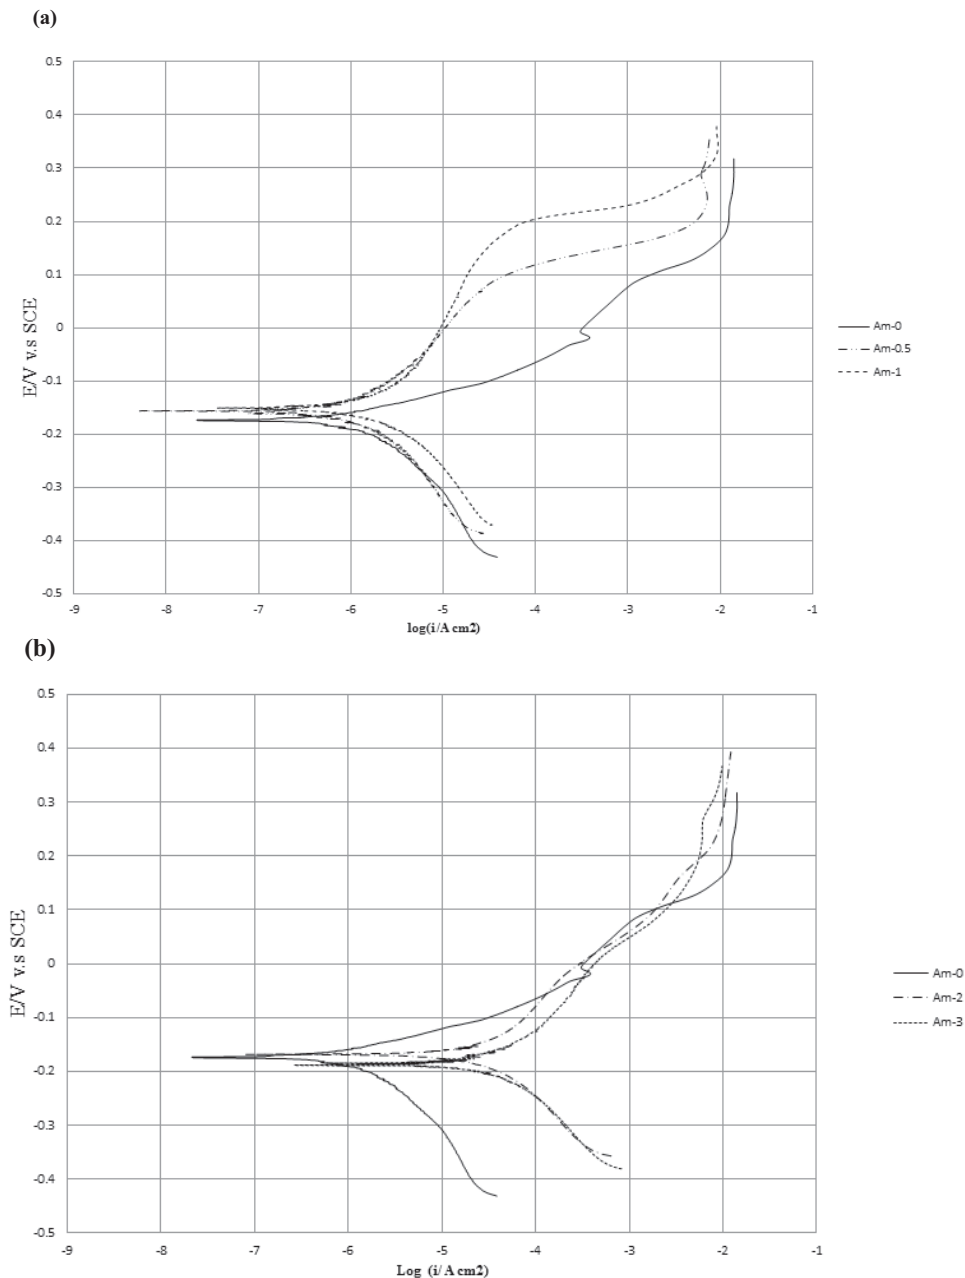 (a)
0.5
0.4
0.3
0.2
0.1
0
-0.1
-0.2
-0.3
-0.4
-0.5
E/V v.s SCE
-9 -8 -7 -6 -5 -4 -3 -2 -1
log(i/A cm2)
Am-0
Am-0.5
Am-1
(b)
0.5
0.4
0.3
0.2
0.1
0
-0.1
-0.2
-0.3
-0.4
-0.5
E/V v.s SCE
-9 -8 -7 -6 -5 -4 -3 -2 -1
Log (i/A cm2)
Am-0
Am-2
Am-3